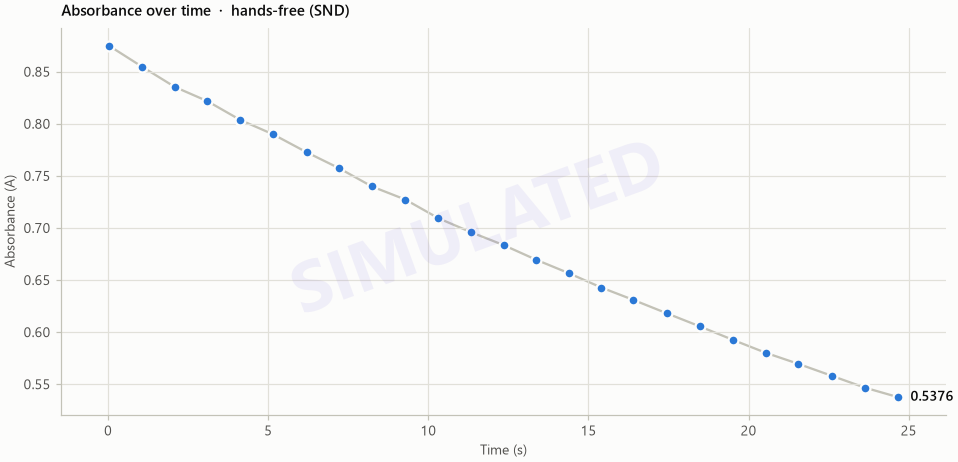 Absorbance over time · hands-free (SND)
Absorbance (A)
0.85
0.80
0.75
0.70
0.65
0.60
0.55
SIMULATED
0.5376
0 5 10 15 20 25
Time (s)